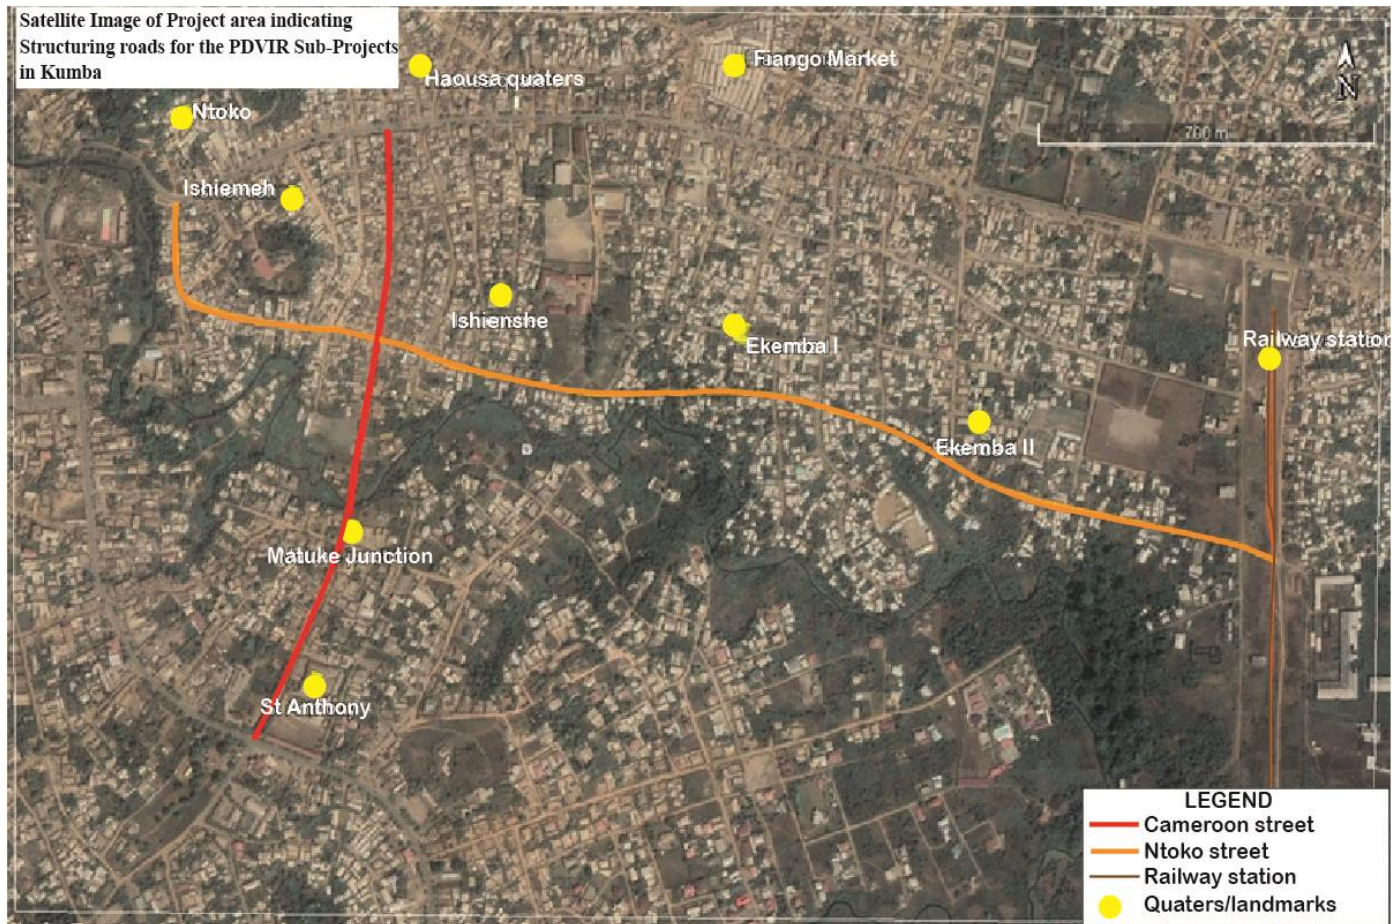 Satellite Image of Project area indicating
Structuring roads for the PDVIR Sub-Projects
in Kumba
Fiango Market
Haousa quaters
N
Ntoko
700 m
Ishiemeh
Ishienshe
Railway station
Ekemba I
Ekemba II
Matuke Junction
St Anthony
LEGEND
Cameroon street
Ntoko street
Railway station
Quaters/landmarks